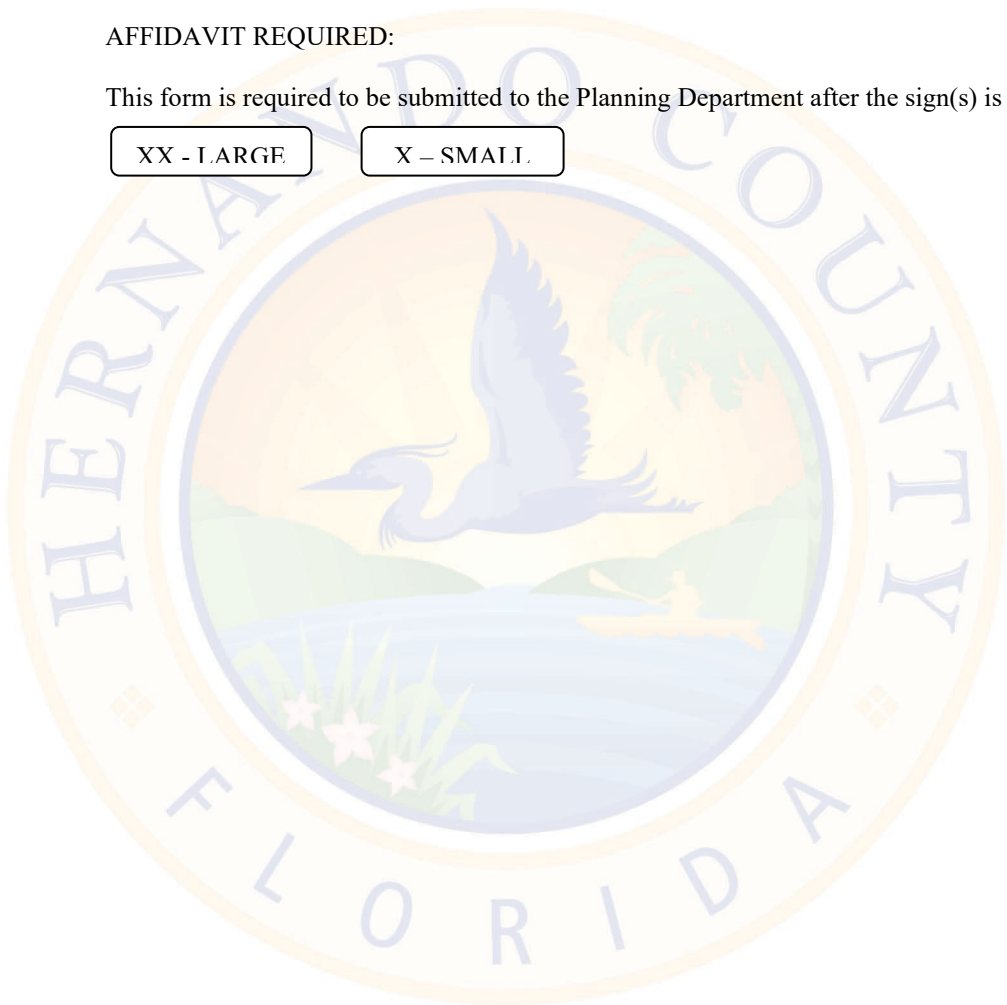 AFFIDAVIT REQUIRED:
This form is required to be submitted to the Planning Department after the sign(s) is
XX - LARGE X – SMALL
HERNANDO COUNTY
FLORIDA